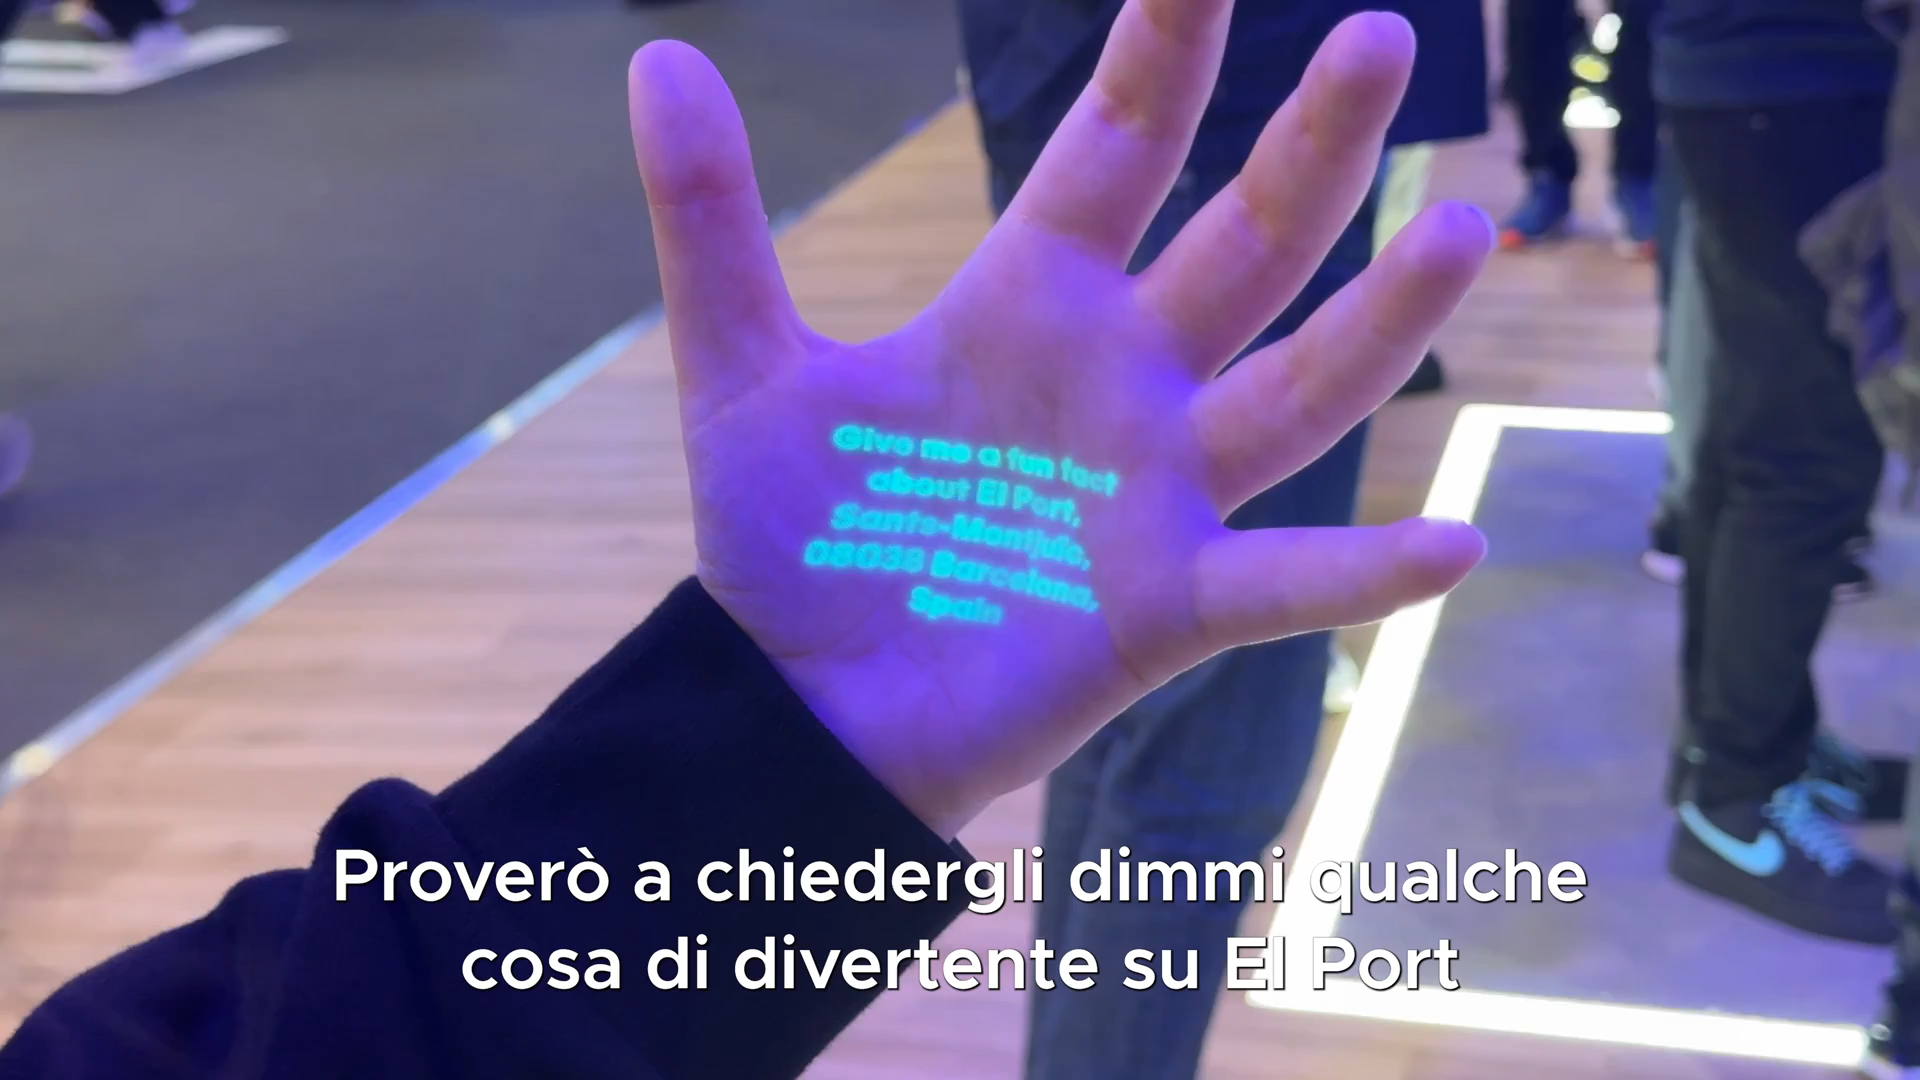 Give me a fun fact
about El Port,
Sants-Montjuïc,
08038 Barcelona,
Spain
Proverò a chiedergli dimmi qualche
cosa di divertente su El Port